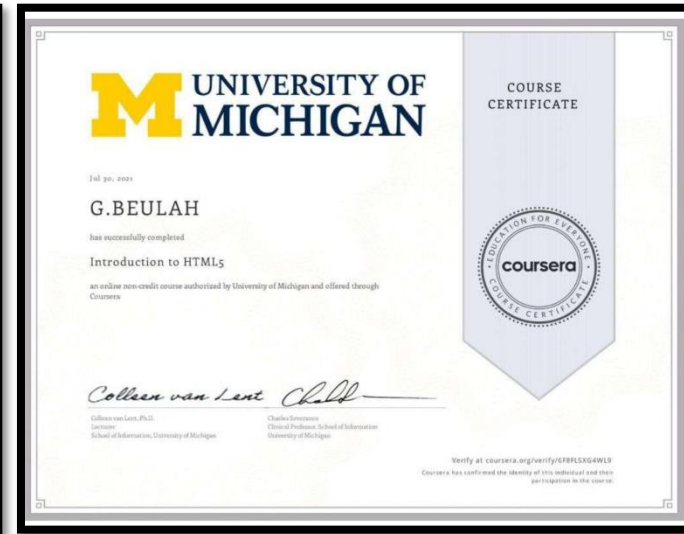 UNIVERSITY OF
MICHIGAN
COURSE
CERTIFICATE
Jul 30, 2021
G.BEULAH
has successfully completed
Introduction to HTML5
an online non-credit course authorized by University of Michigan and offered through
Coursera
EDUCATION FOR EVERYONE
coursera
COURSE CERTIFICATE
Colleen van Lent
Colleen van Lent, Ph.D.
Lecturer
School of Information, University of Michigan
Charles Severance
Clinical Professor, School of Information
University of Michigan
Verify at coursera.org/verify/6F8FLSXG4WL9
Coursera has confirmed the identity of this individual and their
participation in the course.